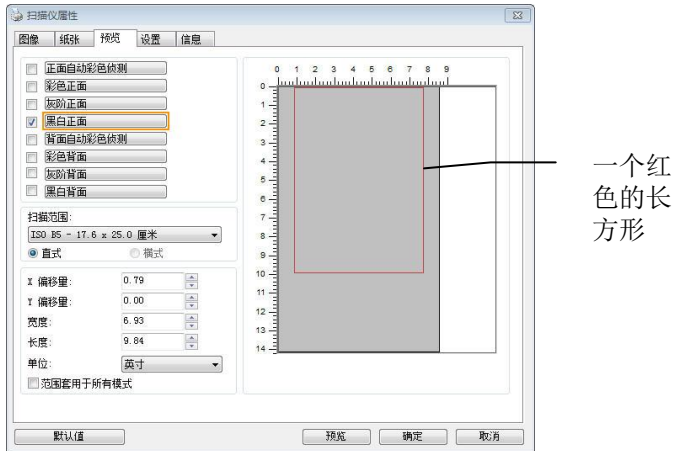 扫描仪属性
图像 纸张 预览 设置 信息
正面自动彩色侦测
彩色正面
灰阶正面
黑白正面
背面自动彩色侦测
彩色背面
灰阶背面
黑白背面
扫描范围:
ISO B5 - 17.6 x 25.0 厘米
直式 横式
X 偏移量: 0.79
Y 偏移量: 0.00
宽度: 6.93
长度: 9.84
单位: 英寸
范围套用于所有模式
0 1 2 3 4 5 6 7 8 9
0
1
2
3
4
5
6
7
8
9
10
11
12
13
14
一个红
色的长
方形
默认值 预览 确定 取消